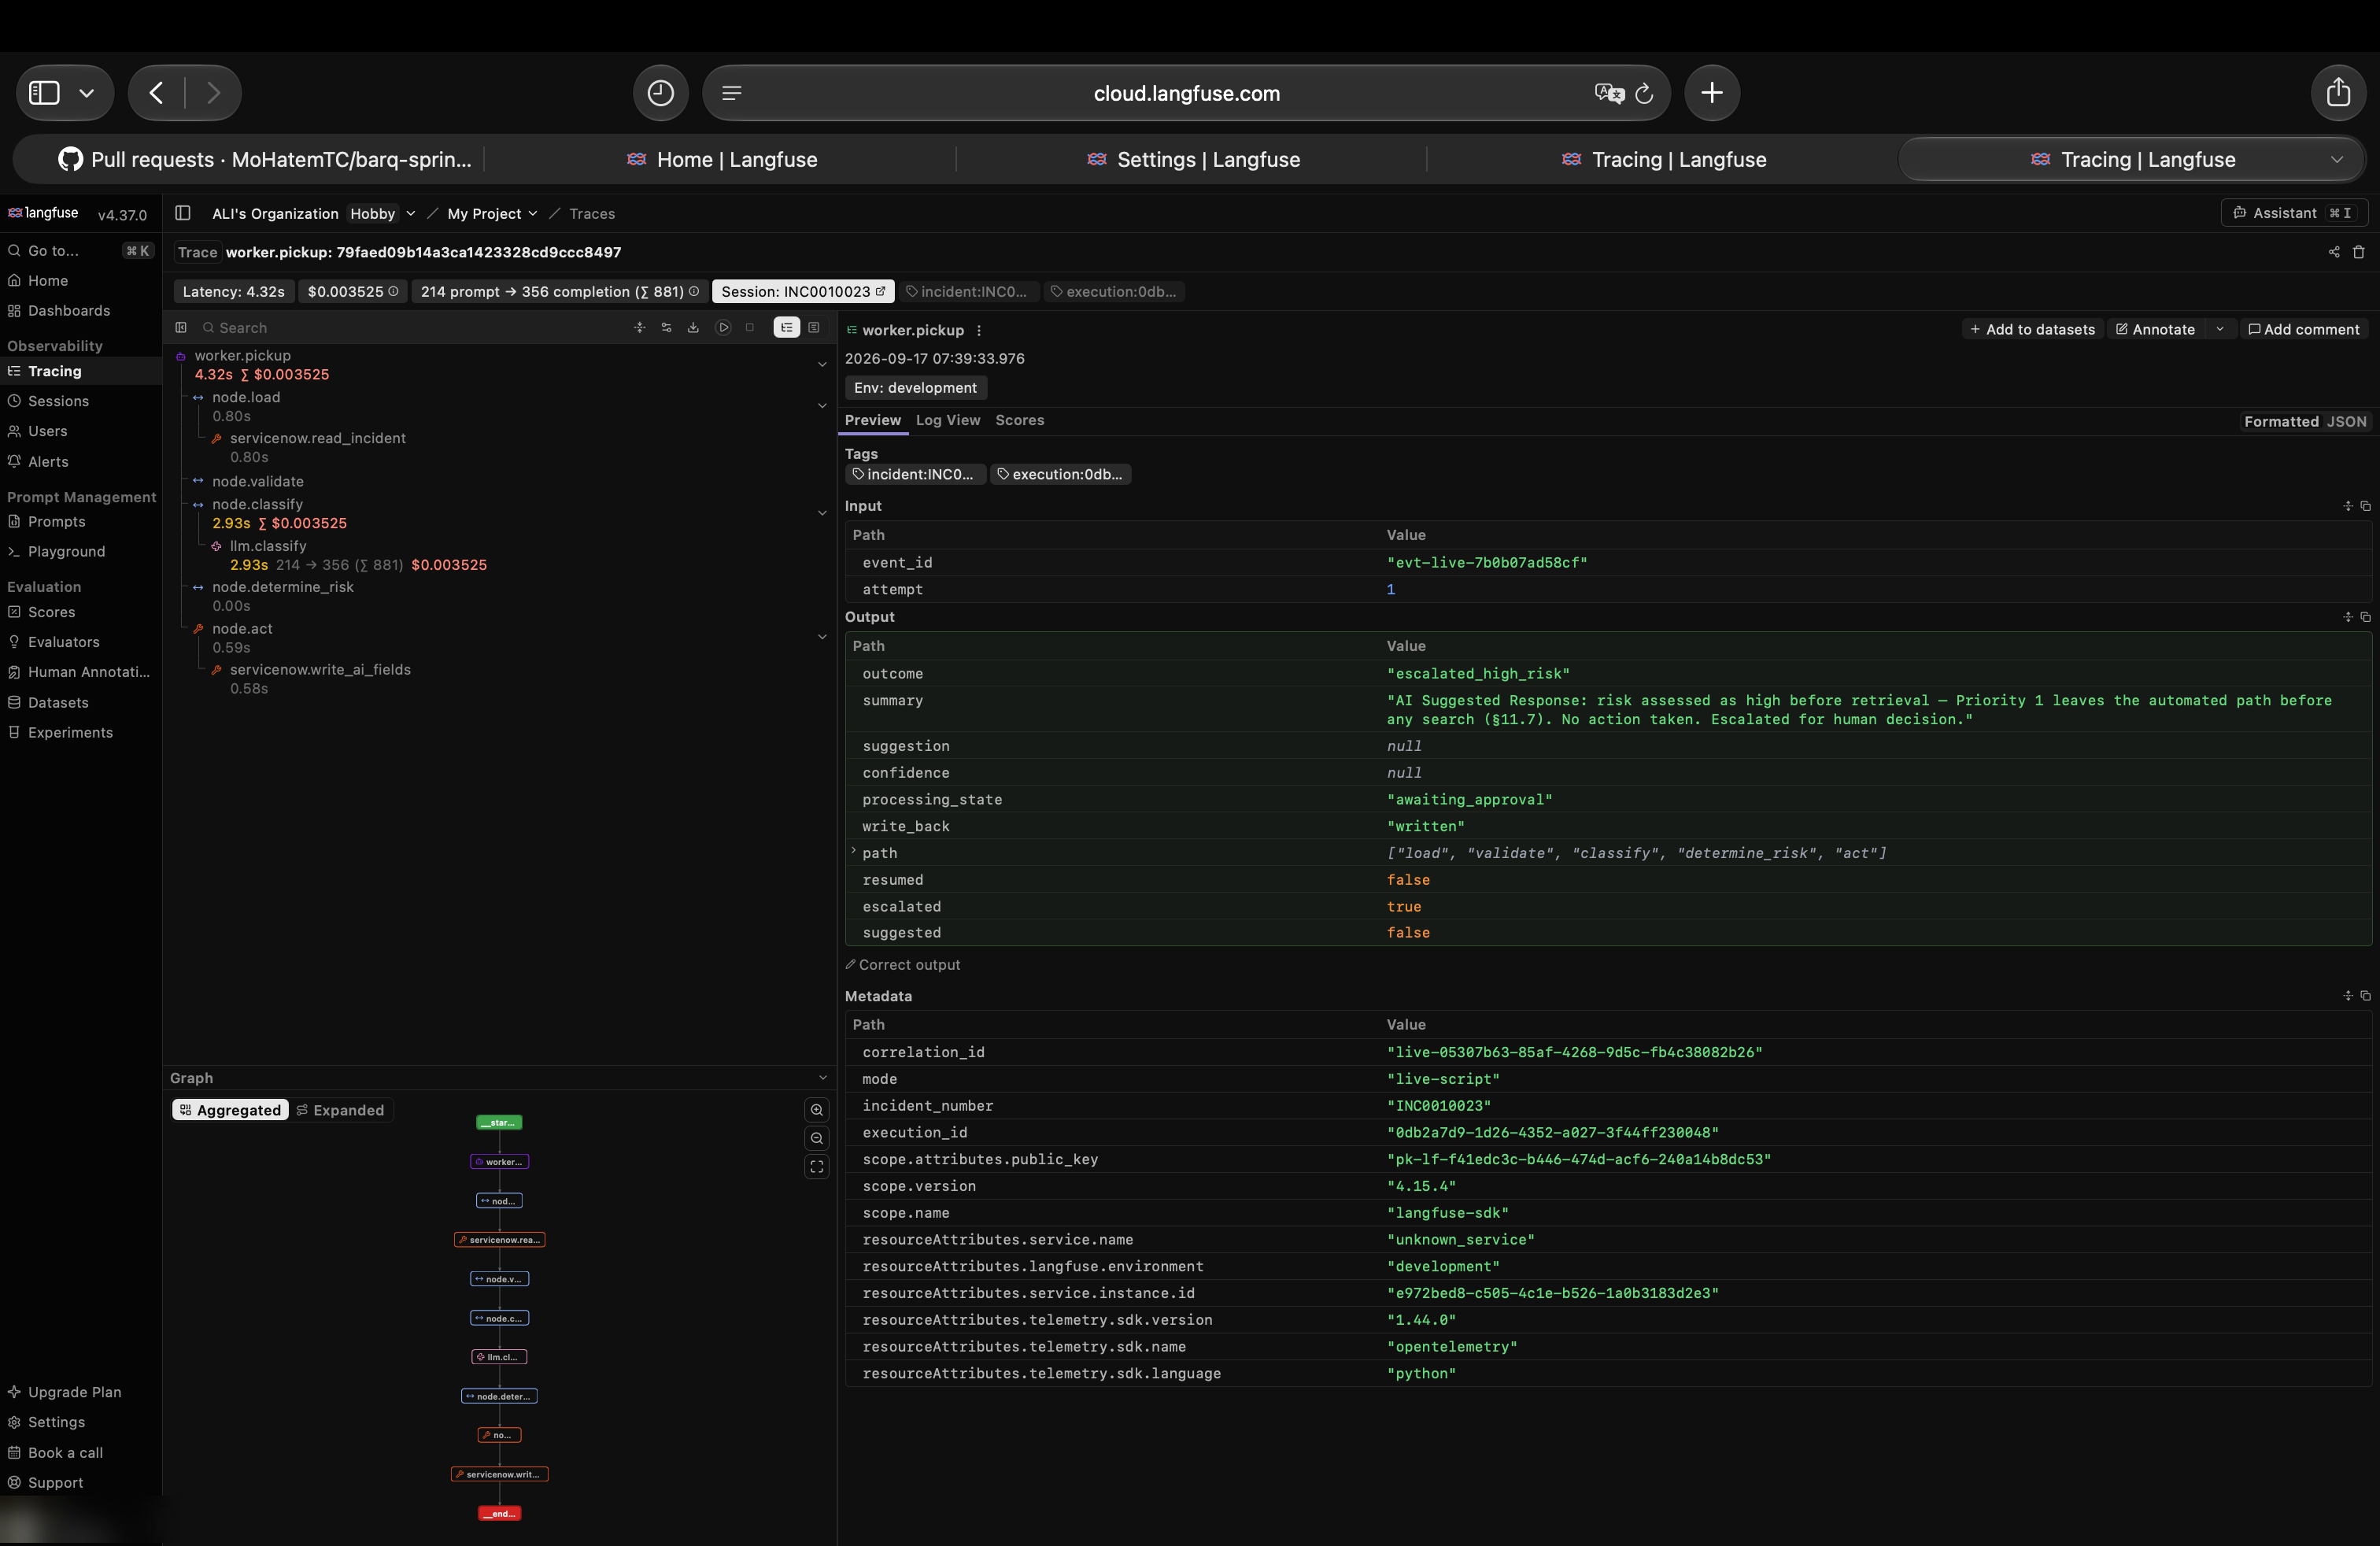 cloud.langfuse.com
Pull requests · MoHatemTC/barq-sprin...
Home | Langfuse
Settings | Langfuse
Tracing | Langfuse
Tracing | Langfuse
langfuse v4.37.0
ALI's Organization Hobby / My Project / Traces
Assistant ⌘ I
Go to... ⌘ K
Home
Dashboards
Observability
Tracing
Sessions
Users
Alerts
Prompt Management
Prompts
Playground
Evaluation
Scores
Evaluators
Human Annotati...
Datasets
Experiments
Upgrade Plan
Settings
Book a call
Support
Trace worker.pickup: 79faed09b14a3ca1423328cd9ccc8497
Latency: 4.32s $0.003525 214 prompt → 356 completion (∑ 881) Session: INC0010023 incident:INC0... execution:0db...
Search
worker.pickup
4.32s ∑ $0.003525
node.load
0.80s
servicenow.read_incident
0.80s
node.validate
node.classify
2.93s ∑ $0.003525
llm.classify
2.93s 214 → 356 (∑ 881) $0.003525
node.determine_risk
0.00s
node.act
0.59s
servicenow.write_ai_fields
0.58s
Graph
Aggregated Expanded
__star...
worker...
nod...
servicenow.rea...
node.v...
node.c...
llm.cl...
node.deter...
no...
servicenow.writ...
__end...
worker.pickup
+ Add to datasets Annotate Add comment
2026-09-17 07:39:33.976
Env: development
Preview Log View Scores
Formatted JSON
Tags
incident:INC0... execution:0db...
Input
Path Value
event_id "evt-live-7b0b07ad58cf"
attempt 1
Output
Path Value
outcome "escalated_high_risk"
summary "AI Suggested Response: risk assessed as high before retrieval — Priority 1 leaves the automated path before
any search (§11.7). No action taken. Escalated for human decision."
suggestion null
confidence null
processing_state "awaiting_approval"
write_back "written"
path ["load", "validate", "classify", "determine_risk", "act"]
resumed false
escalated true
suggested false
Correct output
Metadata
Path Value
correlation_id "live-05307b63-85af-4268-9d5c-fb4c38082b26"
mode "live-script"
incident_number "INC0010023"
execution_id "0db2a7d9-1d26-4352-a027-3f44ff230048"
scope.attributes.public_key "pk-lf-f41edc3c-b446-474d-acf6-240a14b8dc53"
scope.version "4.15.4"
scope.name "langfuse-sdk"
resourceAttributes.service.name "unknown_service"
resourceAttributes.langfuse.environment "development"
resourceAttributes.service.instance.id "e972bed8-c505-4c1e-b526-1a0b3183d2e3"
resourceAttributes.telemetry.sdk.version "1.44.0"
resourceAttributes.telemetry.sdk.name "opentelemetry"
resourceAttributes.telemetry.sdk.language "python"